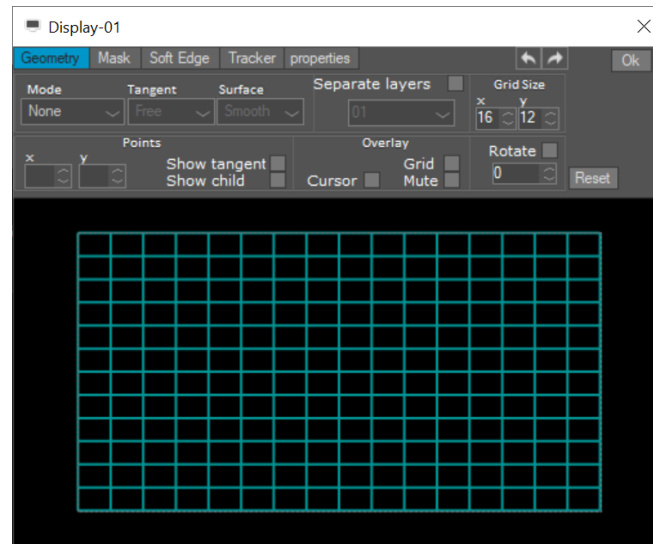 Display-01
Geometry Mask Soft Edge Tracker properties Ok
Mode Tangent Surface Separate layers Grid Size
x y
None Free Smooth 01 16 12
Points Overlay Rotate
x y Show tangent Grid 0
Show child Cursor Mute Reset